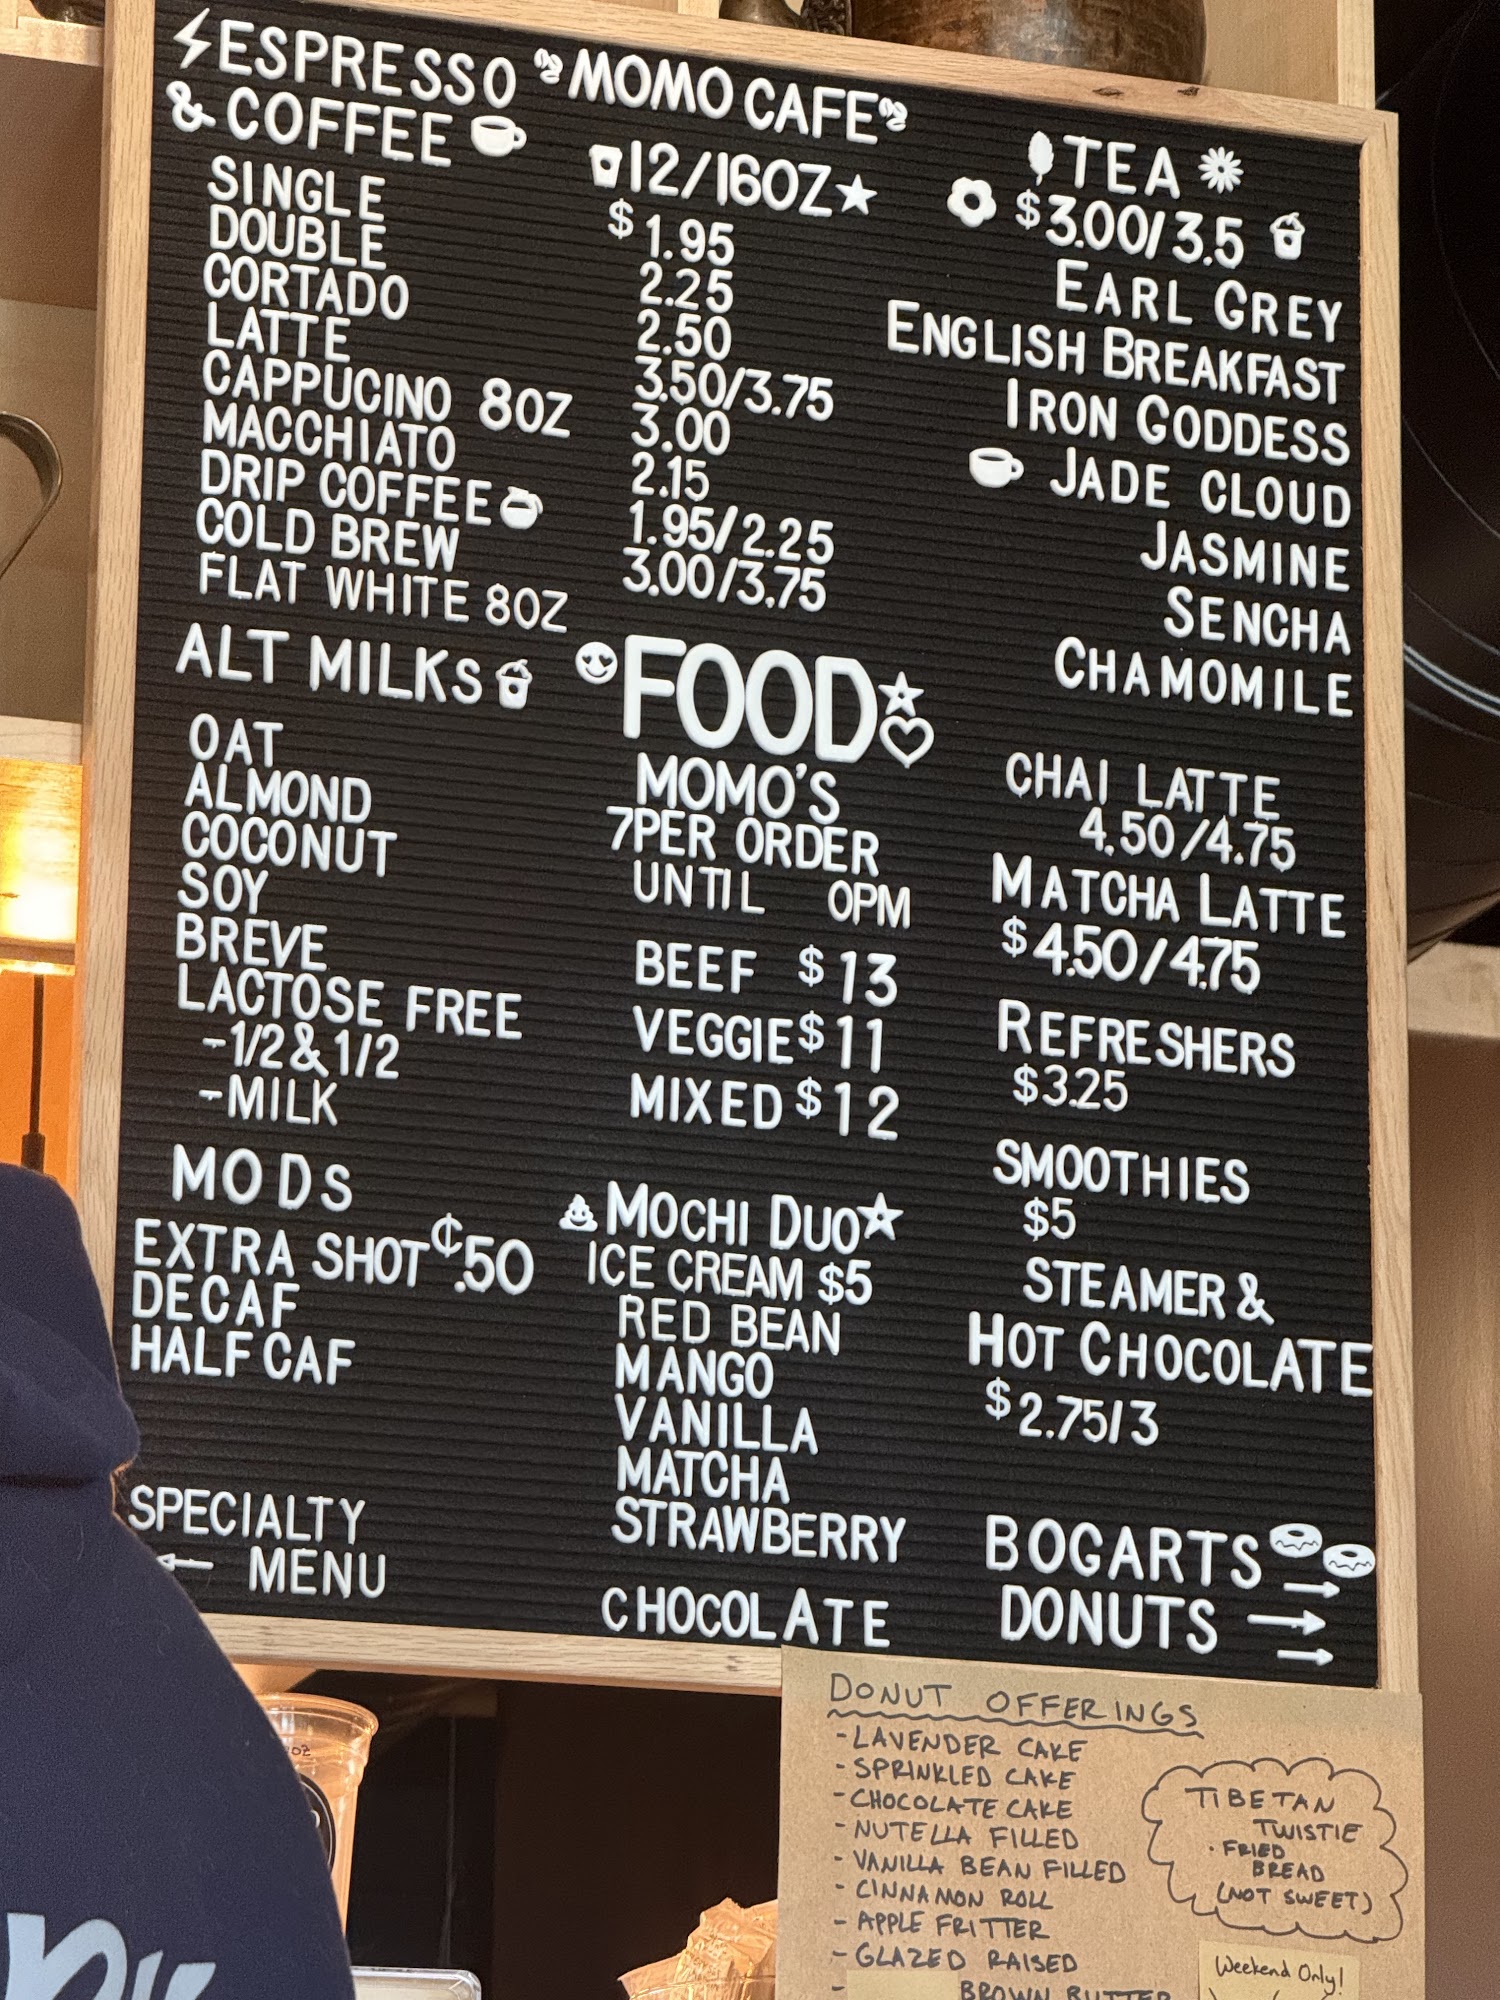 ESPRESSO
& COFFEE
MOMO CAFE
12/16OZ
SINGLE $1.95
DOUBLE 2.25
CORTADO 2.50
LATTE 3.50/3.75
CAPPUCINO 8OZ 3.00
MACCHIATO 2.15
DRIP COFFEE 1.95/2.25
COLD BREW 3.00/3.75
FLAT WHITE 8OZ
ALT MILKS
OAT
ALMOND
COCONUT
SOY
BREVE
LACTOSE FREE
-1/2&1/2
-MILK
MODS
EXTRA SHOT ¢.50
DECAF
HALF CAF
SPECIALTY
MENU
FOOD
MOMO'S
7PER ORDER
UNTIL 0PM
BEEF $13
VEGGIE $11
MIXED $12
MOCHI DUO
ICE CREAM $5
RED BEAN
MANGO
VANILLA
MATCHA
STRAWBERRY
CHOCOLATE
TEA
$3.00/3.5
EARL GREY
ENGLISH BREAKFAST
IRON GODDESS
JADE CLOUD
JASMINE
SENCHA
CHAMOMILE
CHAI LATTE
4.50/4.75
MATCHA LATTE
$4.50/4.75
REFRESHERS
$3.25
SMOOTHIES
$5
STEAMER &
HOT CHOCOLATE
$2.75/3
BOGARTS
DONUTS
DONUT OFFERINGS
-LAVENDER CAKE
-SPRINKLED CAKE
-CHOCOLATE CAKE
-NUTELLA FILLED
-VANILLA BEAN FILLED
-CINNAMON ROLL
-APPLE FRITTER
-GLAZED RAISED
- BROWN BUTTER
TIBETAN
TWISTIE
· FRIED
BREAD
(NOT SWEET)
Weekend Only!